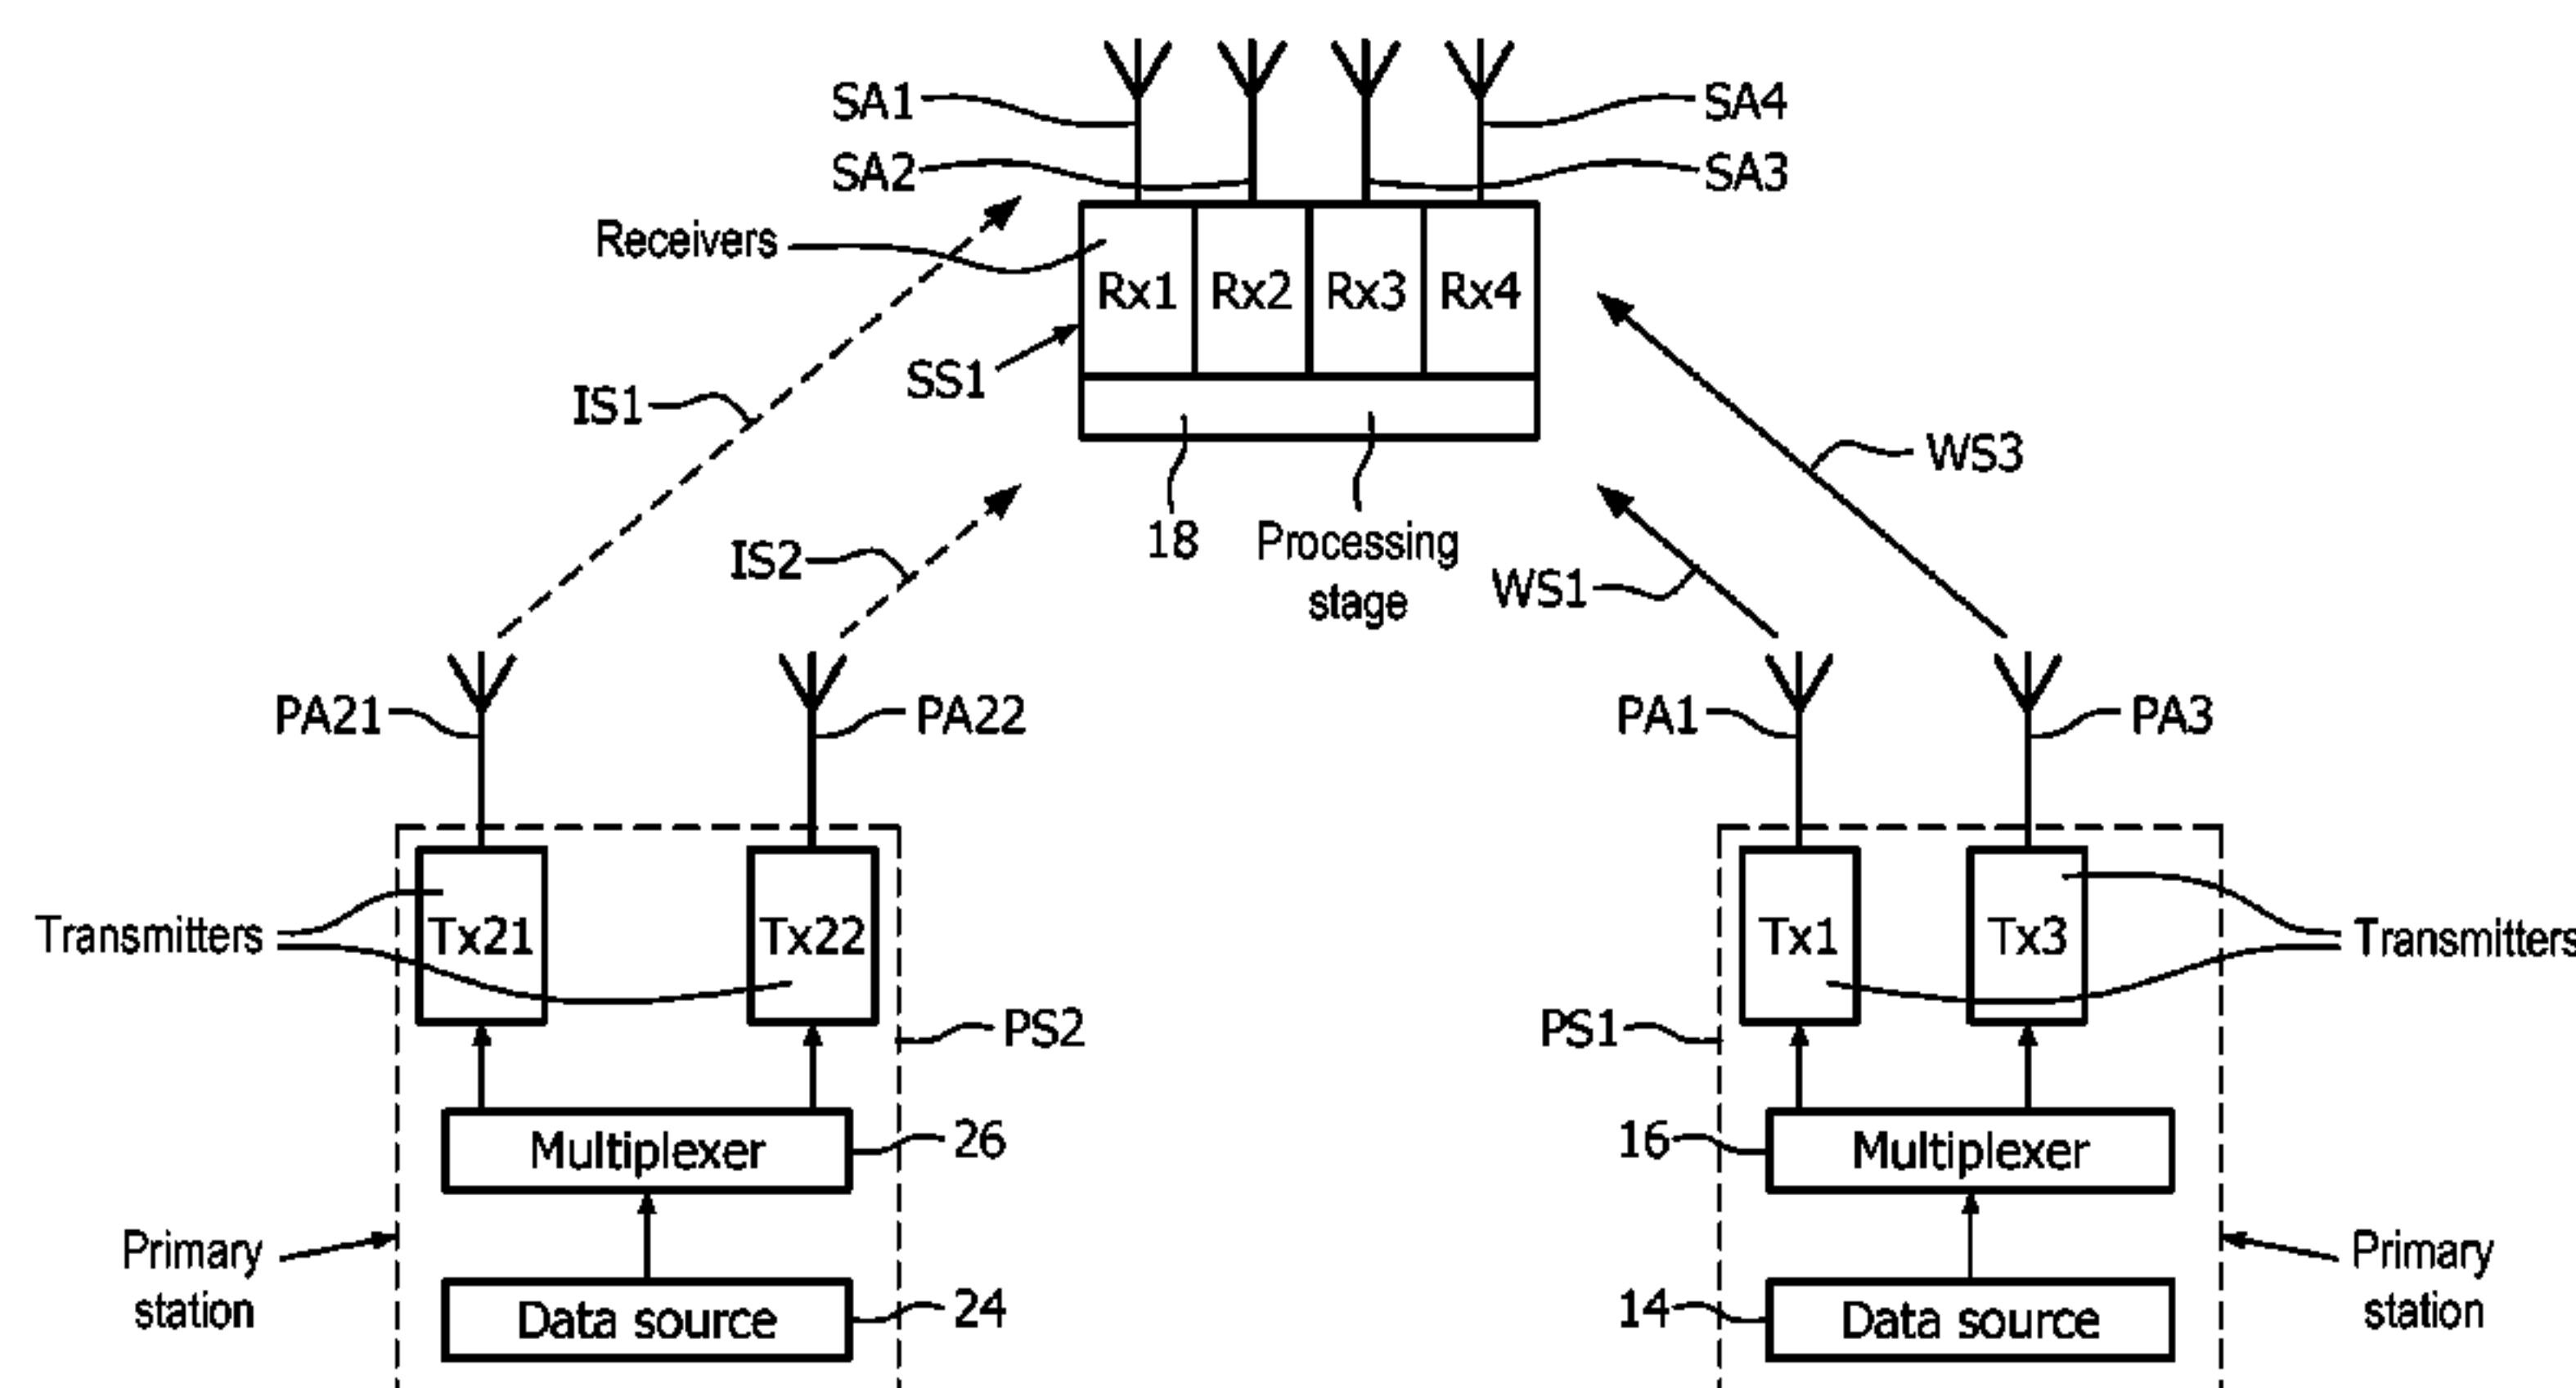 SA1
SA4
SA2
SA3
Receivers
Rx1 Rx2 Rx3 Rx4
SS1
IS1
WS3
18
Processing
stage
IS2
WS1
PA21
PA22
PA1
PA3
Transmitters
Tx21
Tx22
Tx1
Tx3
Transmitters
PS2
PS1
Multiplexer
26
16
Multiplexer
Primary
station
Primary
station
Data source
24
14
Data source